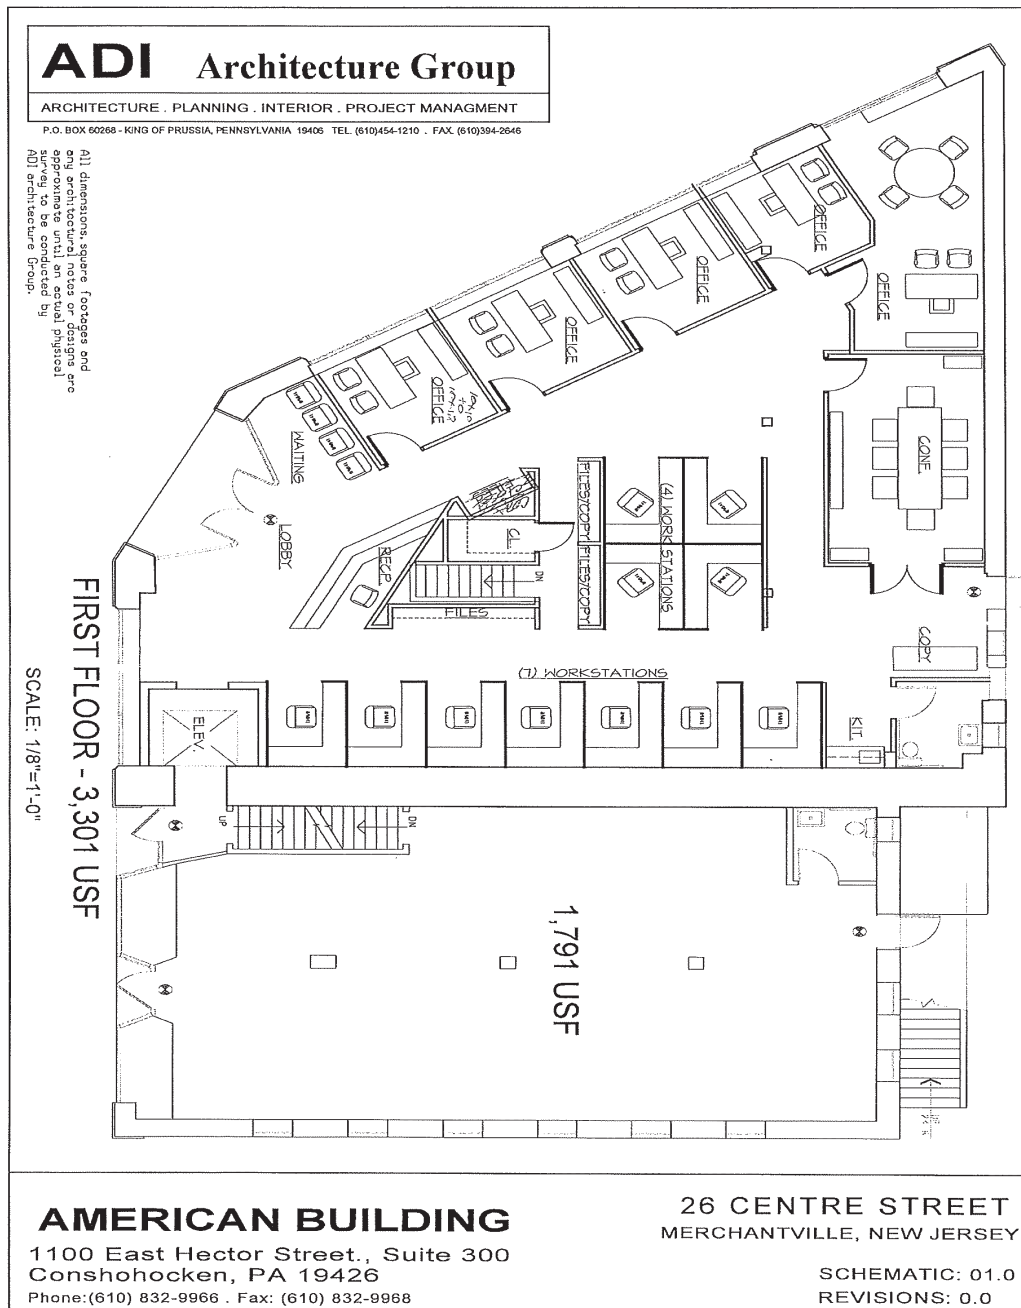 ADI Architecture Group
ARCHITECTURE . PLANNING . INTERIOR . PROJECT MANAGMENT
P.O. BOX 60268 - KING OF PRUSSIA, PENNSYLVANIA 19406 TEL. (610)454-1210 . FAX. (610)394-2646
All dimensions, square footages and
any architectural notes or designs are
approximate until an actual physical
survey to be conducted by
ADI architecture Group.
OFFICE
OFFICE
OFFICE
OFFICE
OFFICE
WAITING
LOBBY
RECP.
CL.
DN
FILES
FILES/COPY
FILES/COPY
(4) WORK STATIONS
CONF.
COPY
(7) WORKSTATIONS
KIT.
ELEV.
UP
DN
FIRST FLOOR - 3,301 USF
SCALE: 1/8"=1'-0"
1,791 USF
AMERICAN BUILDING
1100 East Hector Street., Suite 300
Conshohocken, PA 19426
Phone:(610) 832-9966 . Fax: (610) 832-9968
26 CENTRE STREET
MERCHANTVILLE, NEW JERSEY
SCHEMATIC: 01.0
REVISIONS: 0.0